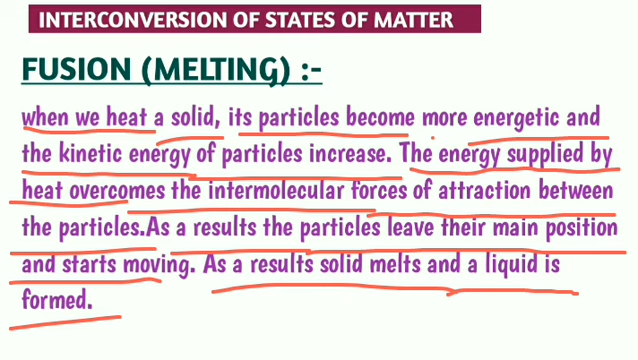 INTERCONVERSION OF STATES OF MATTER
FUSION (MELTING) :-
when we heat a solid, its particles become more energetic and
the kinetic energy of particles increase. The energy supplied by
heat overcomes the intermolecular forces of attraction between
the particles.As a results the particles leave their main position
and starts moving. As a results solid melts and a liquid is
formed.